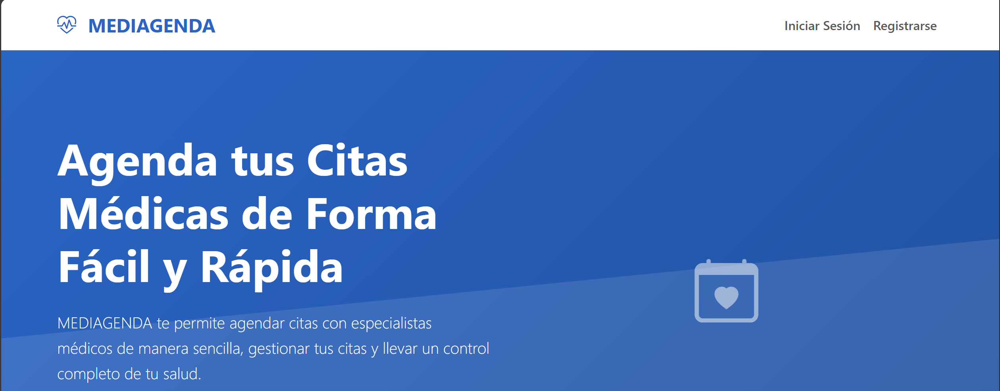 MEDIAGENDA
Iniciar Sesión
Registrarse
Agenda tus Citas
Médicas de Forma
Fácil y Rápida
MEDIAGENDA te permite agendar citas con especialistas
médicos de manera sencilla, gestionar tus citas y llevar un control
completo de tu salud.